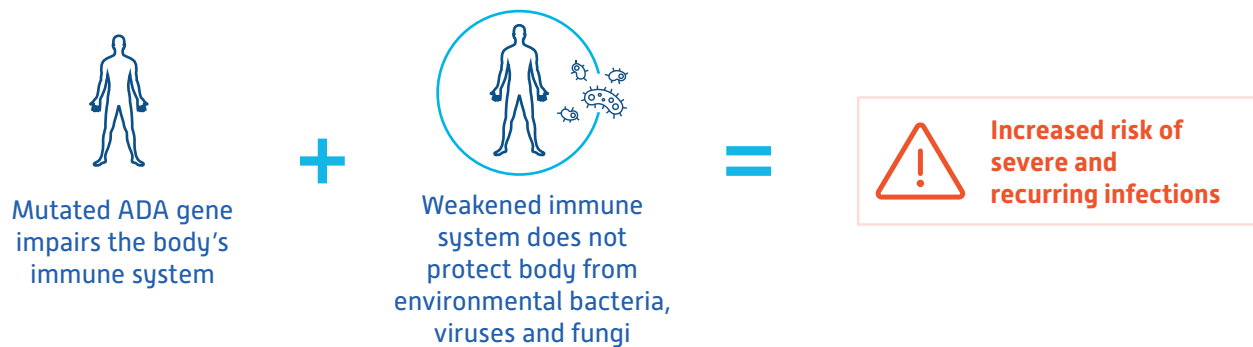 Mutated ADA gene
impairs the body's
immune system
+
Weakened immune
system does not
protect body from
environmental bacteria,
viruses and fungi
=
Increased risk of
severe and
recurring infections